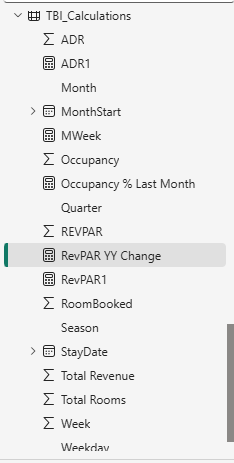 TBI_Calculations
ADR
ADR1
Month
MonthStart
MWeek
Occupancy
Occupancy % Last Month
Quarter
REVPAR
RevPAR YY Change
RevPAR1
RoomBooked
Season
StayDate
Total Revenue
Total Rooms
Week
Weekday